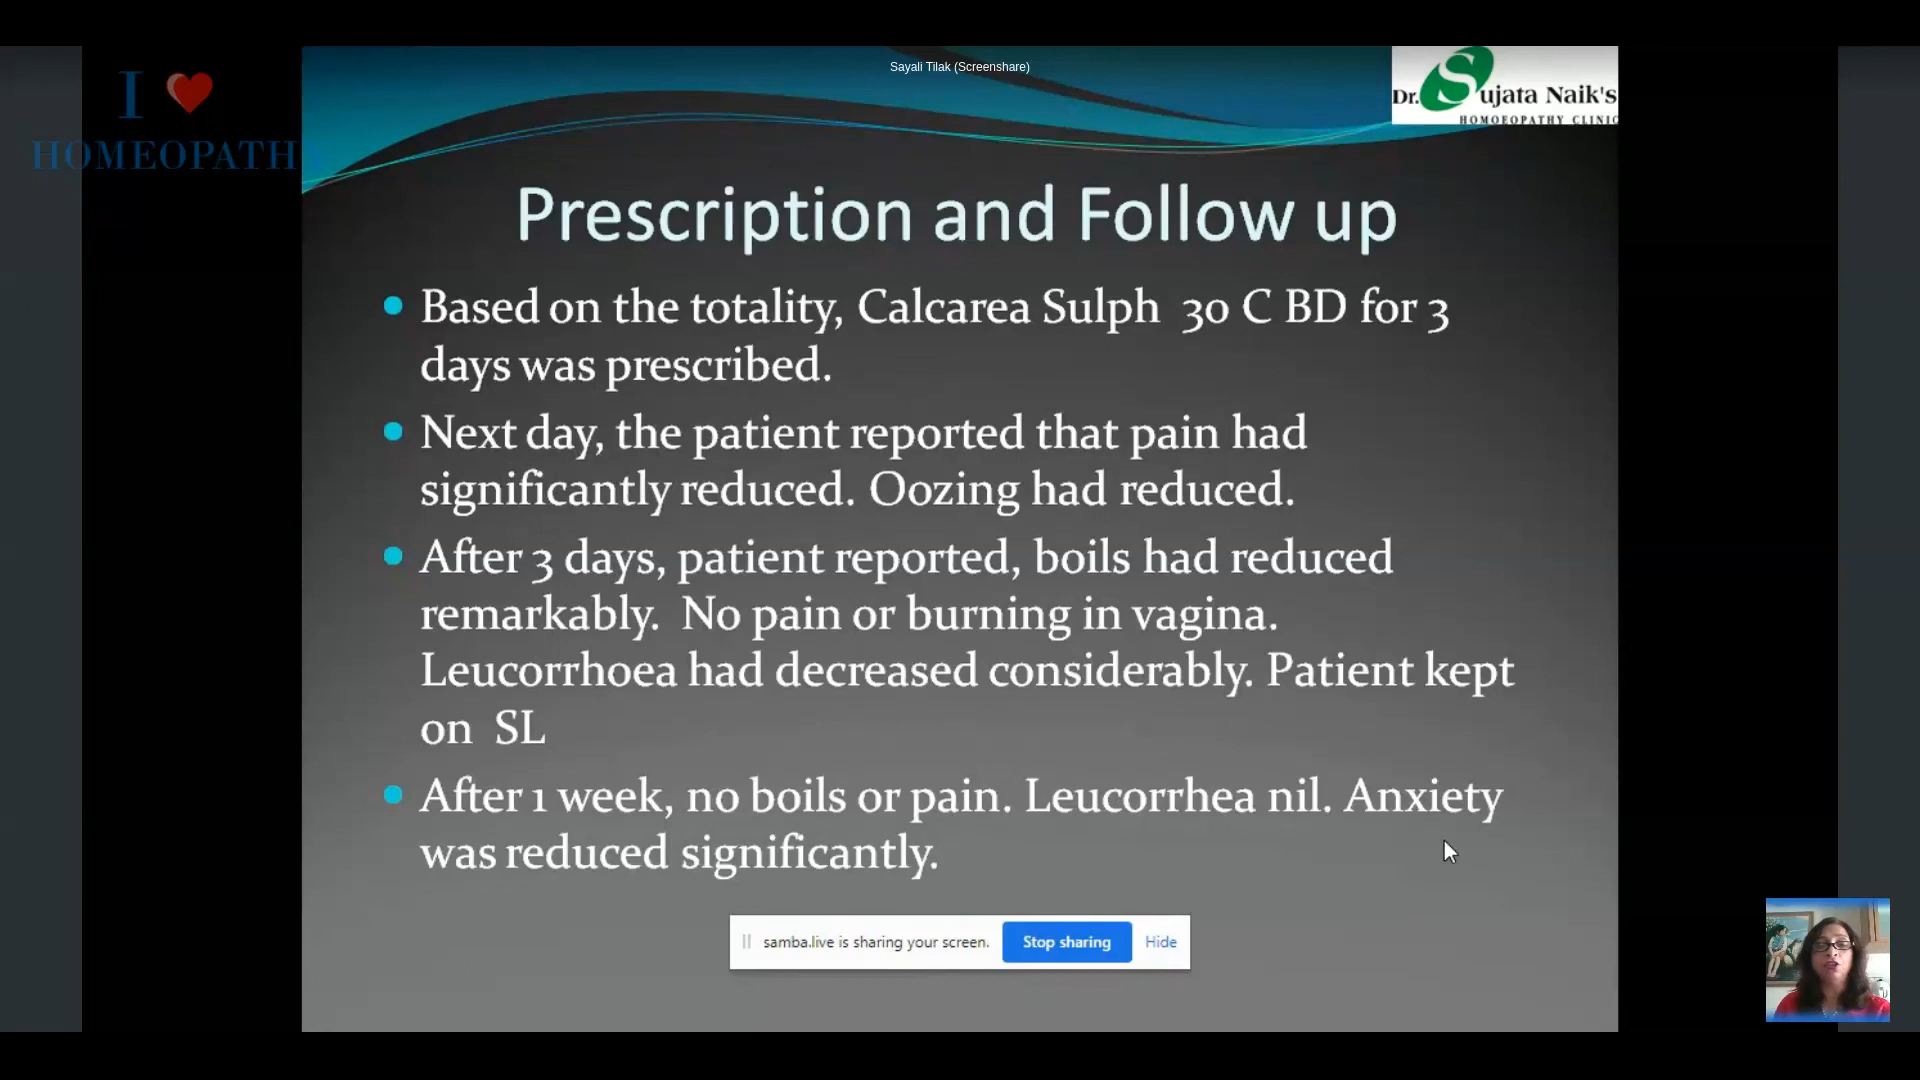 Sayali Tilak (Screenshare)
I
HOMEOPATHY
Dr. Sujata Naik's
HOMOEOPATHY CLINIC
Prescription and Follow up
Based on the totality, Calcarea Sulph 30 C BD for 3
days was prescribed.
Next day, the patient reported that pain had
significantly reduced. Oozing had reduced.
After 3 days, patient reported, boils had reduced
remarkably. No pain or burning in vagina.
Leucorrhoea had decreased considerably. Patient kept
on SL
After 1 week, no boils or pain. Leucorrhea nil. Anxiety
was reduced significantly.
samba.live is sharing your screen. Stop sharing Hide